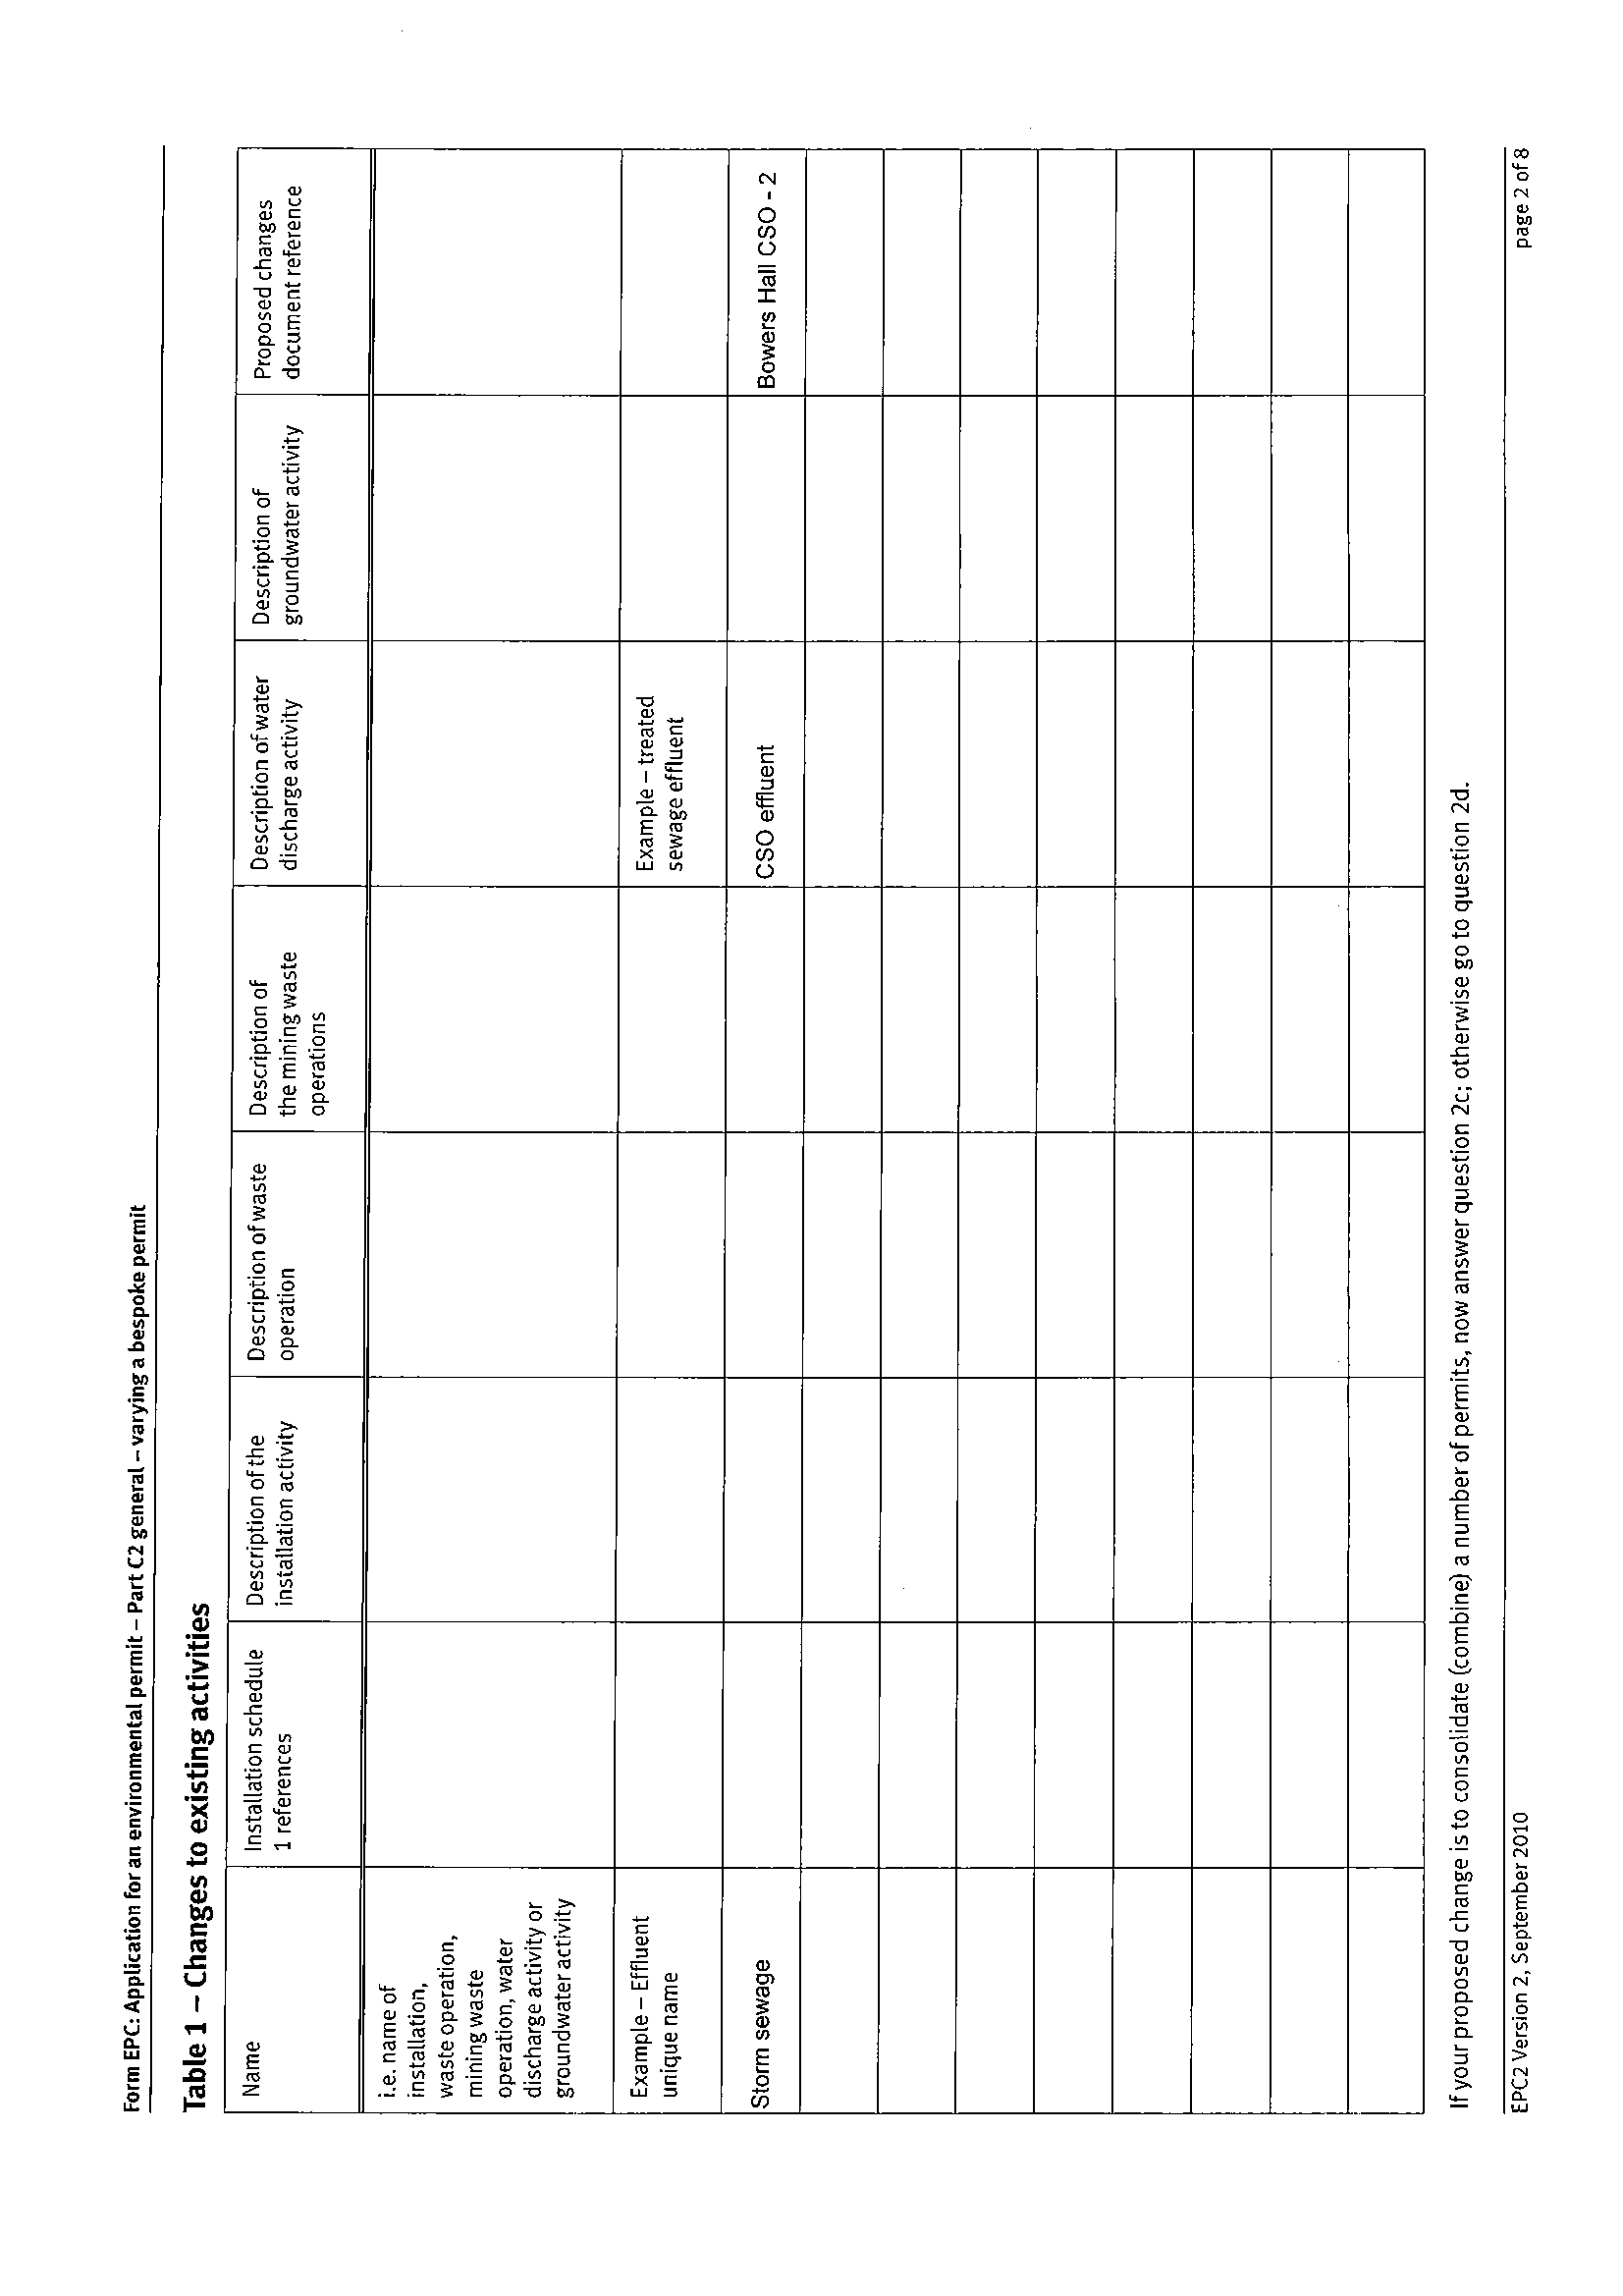 Form EPC: Application for an environmental permit – Part C2 general – varying a bespoke permit
Table 1 – Changes to existing activities
Name
Installation schedule
1 references
Description of the
installation activity
Description of waste
operation
Description of
the mining waste
operations
Description of water
discharge activity
Description of
groundwater activity
Proposed changes
document reference
i.e. name of
installation,
waste operation,
mining waste
operation, water
discharge activity or
groundwater activity
Example – Effluent
unique name
Example – treated
sewage effluent
Storm sewage
CSO effluent
Bowers Hall CSO - 2
If your proposed change is to consolidate (combine) a number of permits, now answer question 2c; otherwise go to question 2d.
EPC2 Version 2, September 2010
page 2 of 8